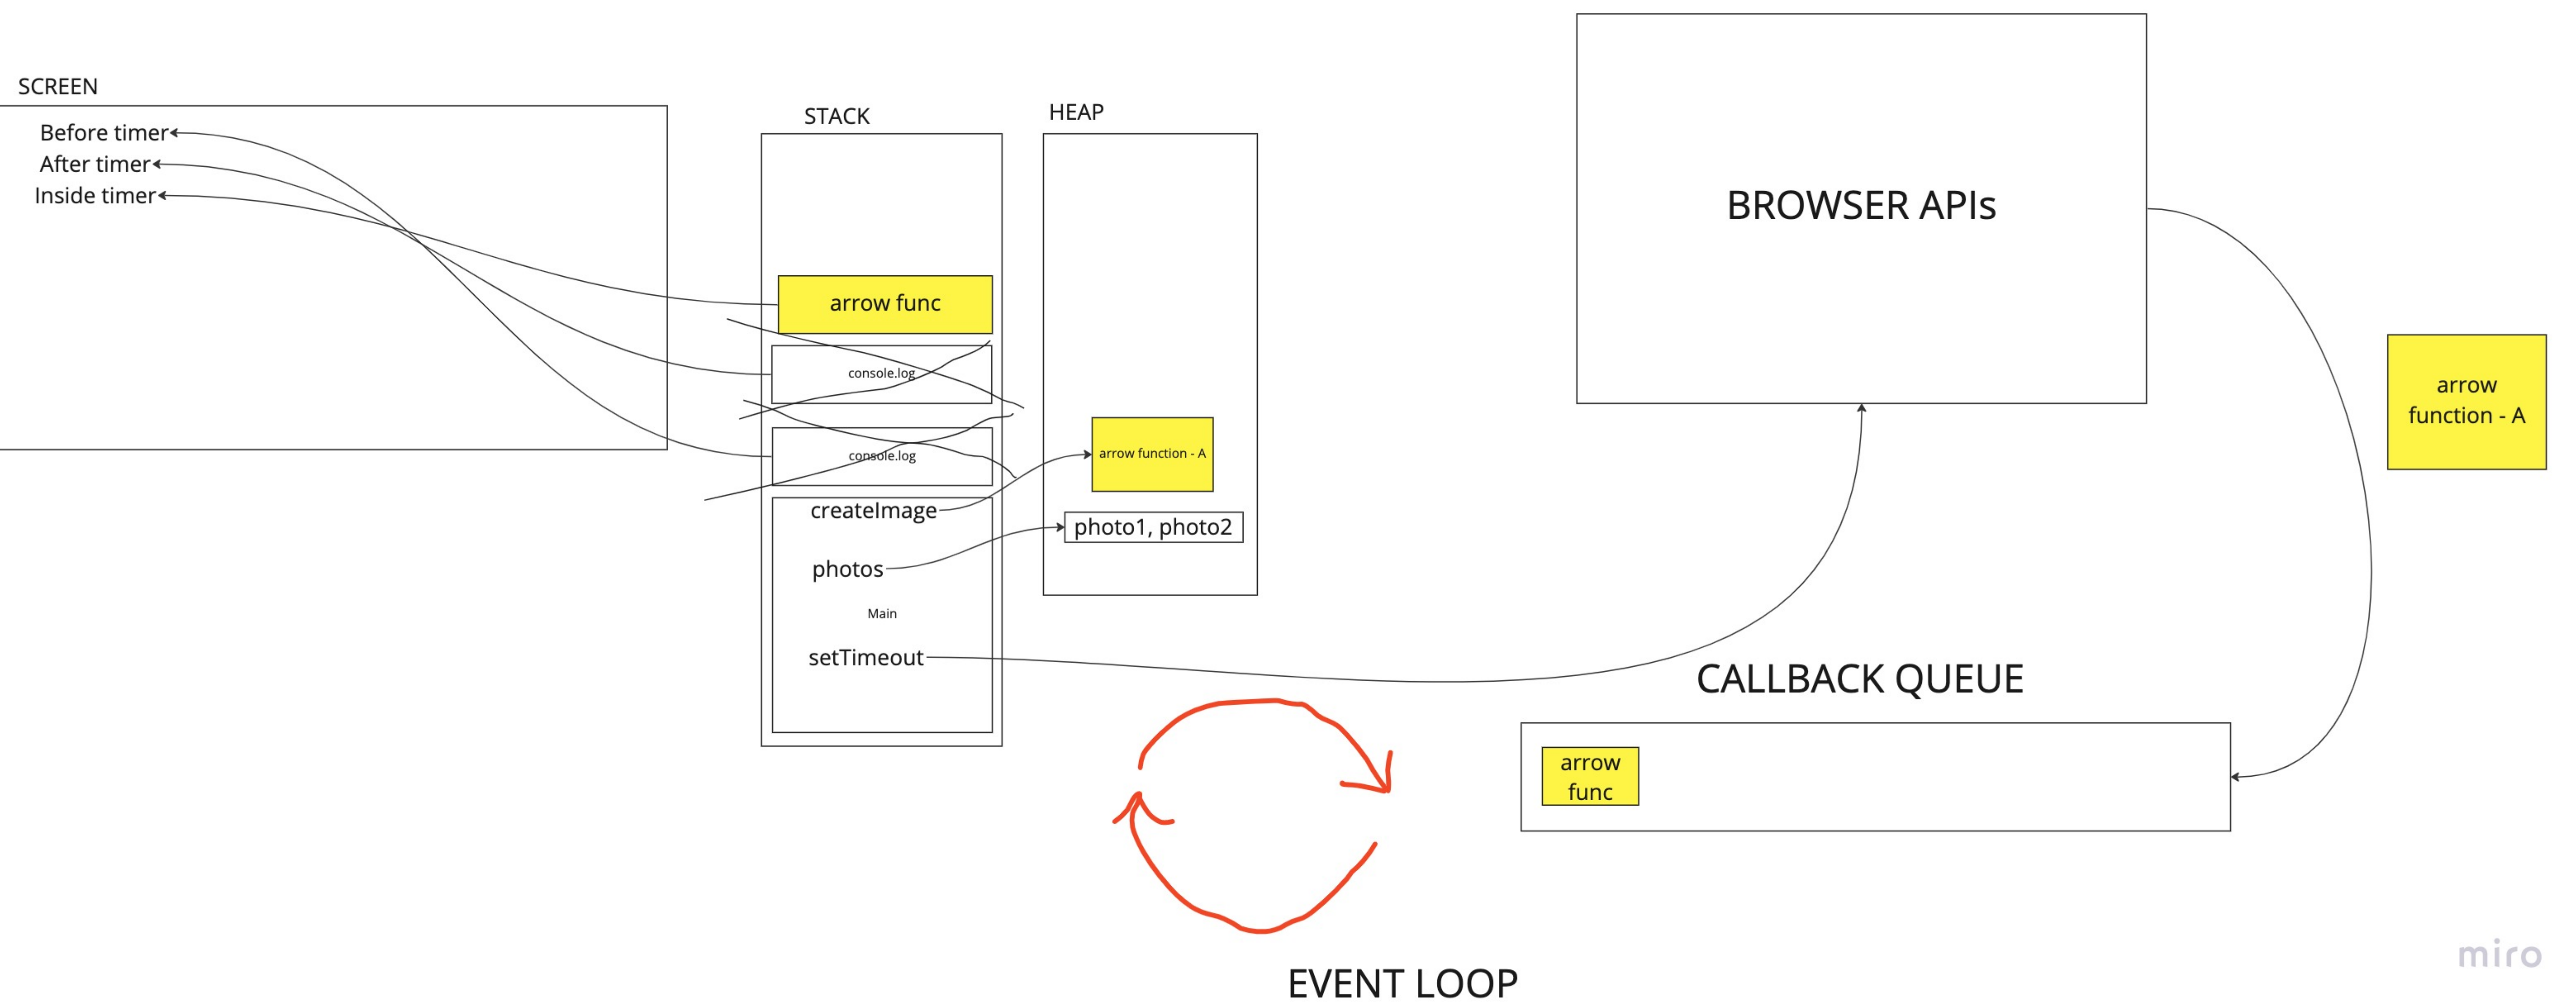 SCREEN
Before timer
After timer
Inside timer
STACK
arrow func
console.log
console.log
createImage
photos
Main
setTimeout
HEAP
arrow function - A
photo1, photo2
BROWSER APIs
arrow
function - A
CALLBACK QUEUE
arrow
func
EVENT LOOP
miro